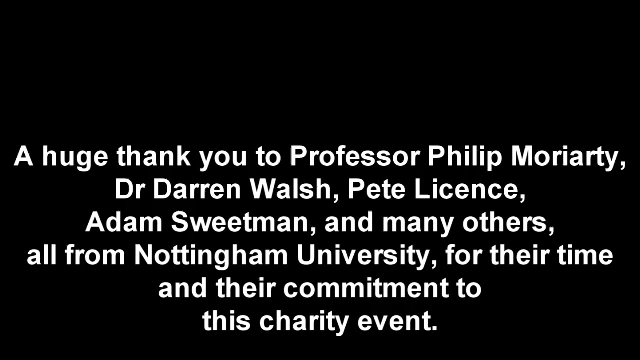 A huge thank you to Professor Philip Moriarty,
Dr Darren Walsh, Pete Licence,
Adam Sweetman, and many others,
all from Nottingham University, for their time
and their commitment to
this charity event.